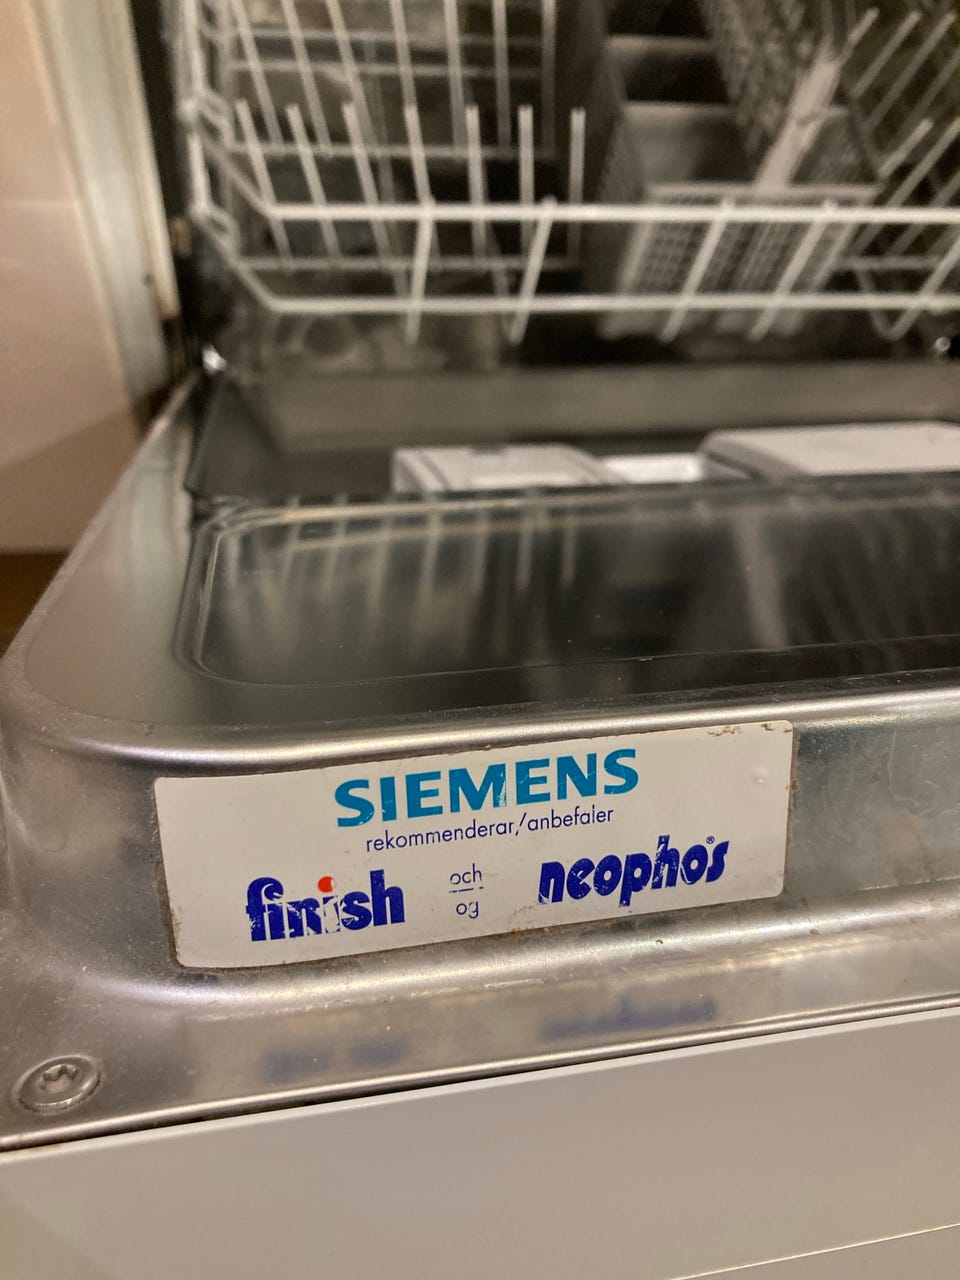 SIEMENS
rekommenderar/anbefaler
finish och neophos®
og